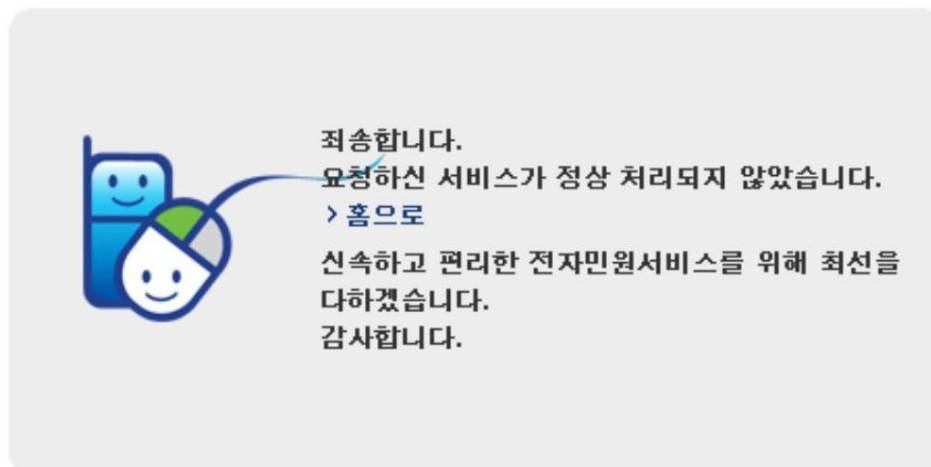 죄송합니다.
요청하신 서비스가 정상 처리되지 않았습니다.
> 홈으로
신속하고 편리한 전자민원서비스를 위해 최선을
다하겠습니다.
감사합니다.